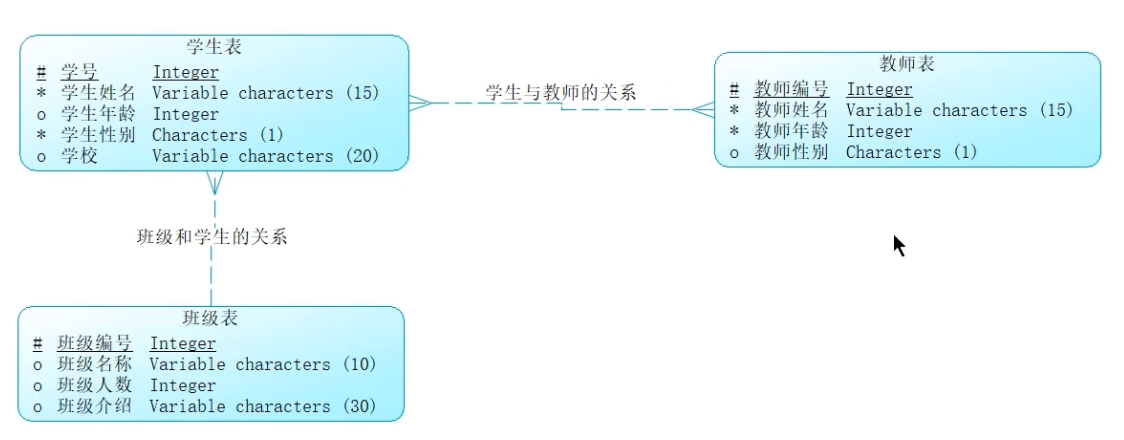 学生表
# 学号 Integer
* 学生姓名 Variable characters (15)
o 学生年龄 Integer
* 学生性别 Characters (1)
o 学校 Variable characters (20)
学生与教师的关系
教师表
# 教师编号 Integer
* 教师姓名 Variable characters (15)
* 教师年龄 Integer
o 教师性别 Characters (1)
班级和学生的关系
班级表
# 班级编号 Integer
o 班级名称 Variable characters (10)
o 班级人数 Integer
o 班级介绍 Variable characters (30)